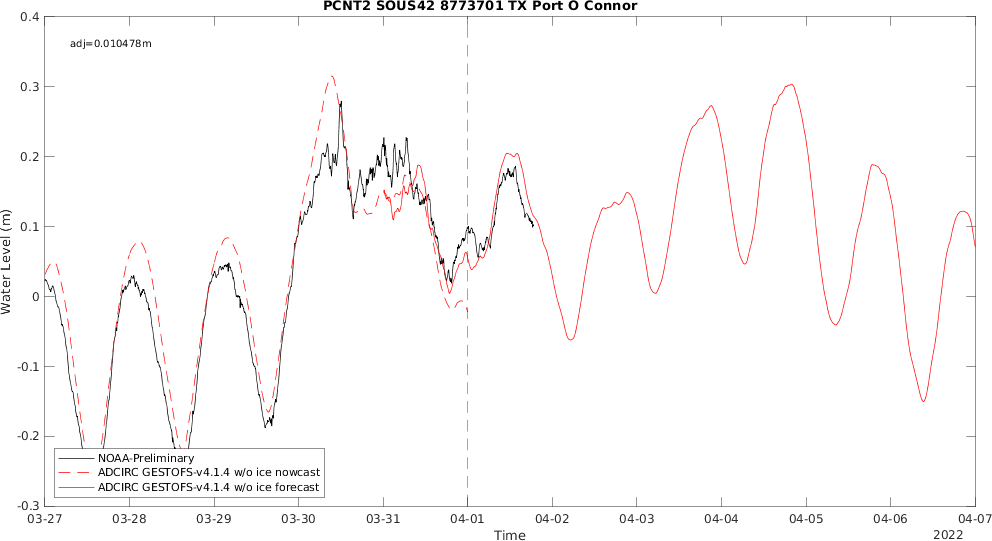 PCNT2 SOUS42 8773701 TX Port O Connor
adj=0.010478m
Water Level (m)
0.4
0.3
0.2
0.1
0
-0.1
-0.2
-0.3
NOAA-Preliminary
ADCIRC GESTOFS-v4.1.4 w/o ice nowcast
ADCIRC GESTOFS-v4.1.4 w/o ice forecast
03-27 03-28 03-29 03-30 03-31 04-01 04-02 04-03 04-04 04-05 04-06 04-07
Time
2022